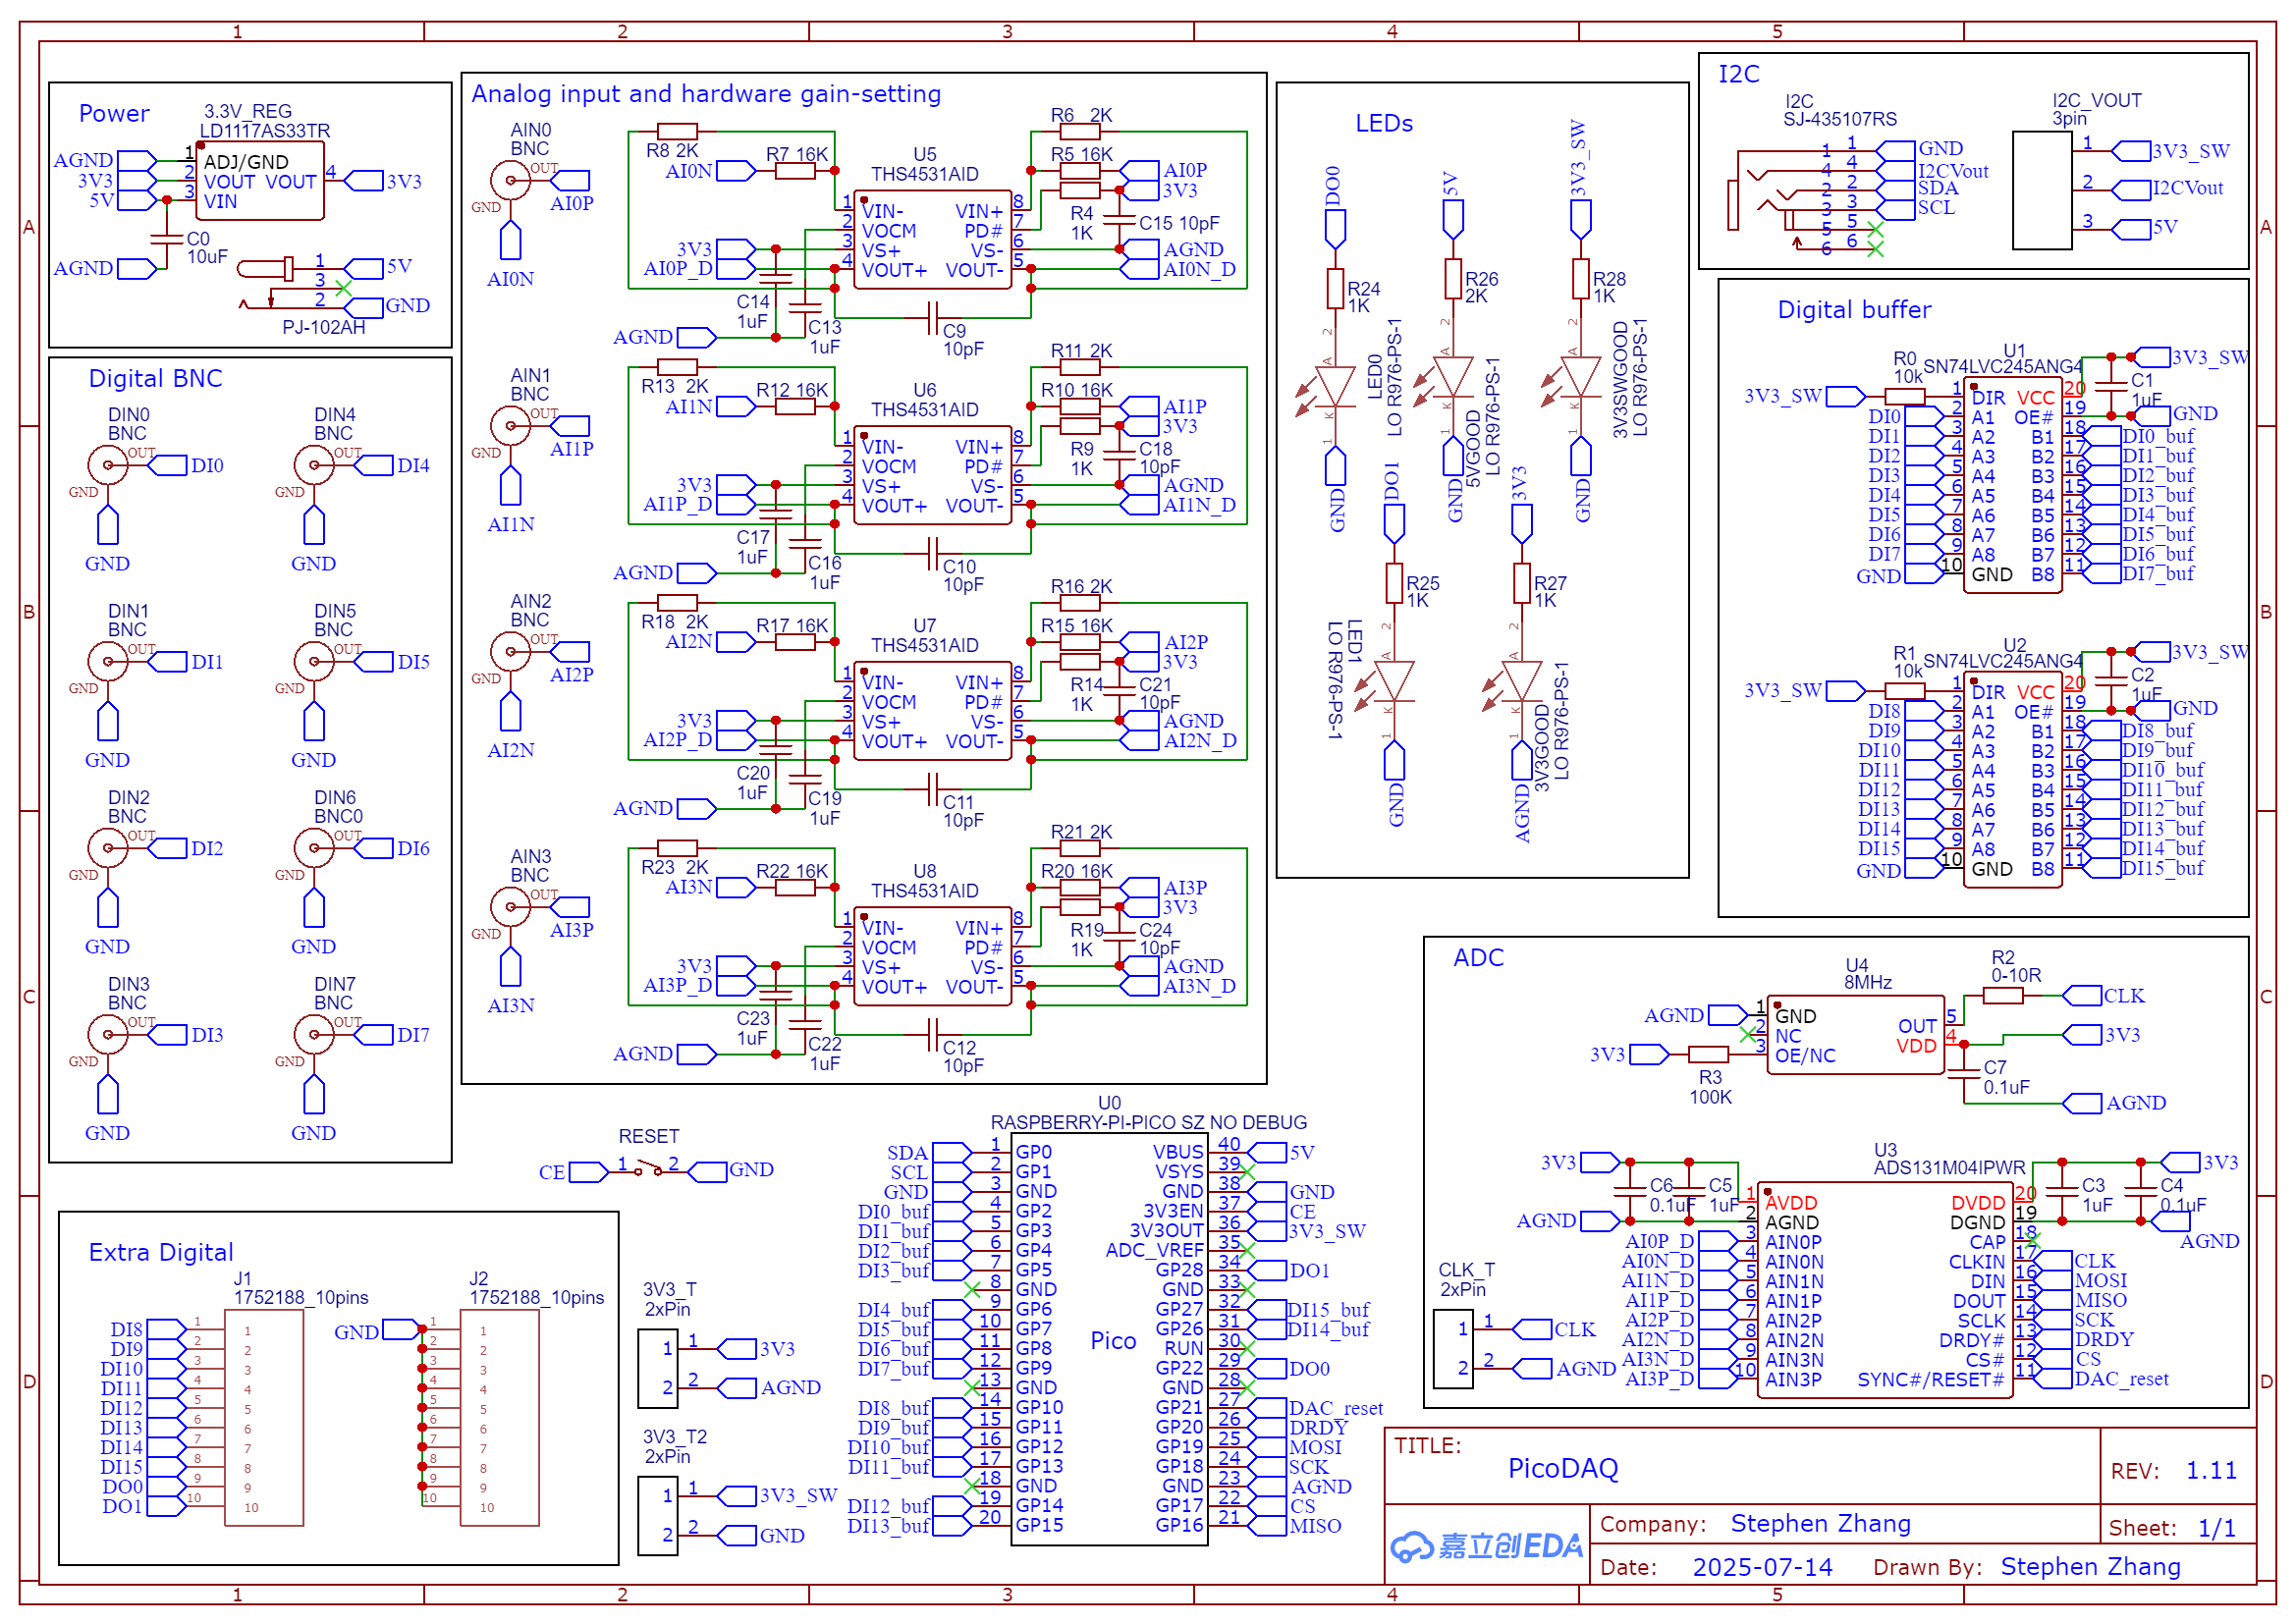 1 2 3 4 5
A
B
C
D
Power
3.3V_REG
LD1117AS33TR
AGND 1 ADJ/GND
3V3 2 VOUT VOUT 4 3V3
5V 3 VIN
C0
10uF
AGND
1 5V
3
2 GND
PJ-102AH
Digital BNC
DIN0
BNC
OUT
DI0
GND
GND
DIN4
BNC
OUT
DI4
GND
GND
DIN1
BNC
OUT
DI1
GND
GND
DIN5
BNC
OUT
DI5
GND
GND
DIN2
BNC
OUT
DI2
GND
GND
DIN6
BNC0
OUT
DI6
GND
GND
DIN3
BNC
OUT
DI3
GND
GND
DIN7
BNC
OUT
DI7
GND
GND
Analog input and hardware gain-setting
AIN0
BNC
OUT
GND
AI0P
AI0N
R8 2K
AI0N R7 16K
U5
THS4531AID
R6 2K
R5 16K AI0P
3V3
R4
1K
C15 10pF
1 VIN- VIN+ 8
2 VOCM PD# 7
3V3 3 VS+ VS- 6 AGND
AI0P_D 4 VOUT+ VOUT- 5 AI0N_D
C14
1uF
C13
1uF
C9
10pF
AGND
AIN1
BNC
OUT
GND
AI1P
AI1N
R13 2K
AI1N R12 16K
U6
THS4531AID
R11 2K
R10 16K AI1P
3V3
R9
1K
C18
10pF
1 VIN- VIN+ 8
2 VOCM PD# 7
3V3 3 VS+ VS- 6 AGND
AI1P_D 4 VOUT+ VOUT- 5 AI1N_D
C17
1uF
C16
1uF
C10
10pF
AGND
AIN2
BNC
OUT
GND
AI2P
AI2N
R18 2K
AI2N R17 16K
U7
THS4531AID
R16 2K
R15 16K AI2P
3V3
R14
1K
C21
10pF
1 VIN- VIN+ 8
2 VOCM PD# 7
3V3 3 VS+ VS- 6 AGND
AI2P_D 4 VOUT+ VOUT- 5 AI2N_D
C20
1uF
C19
1uF
C11
10pF
AGND
AIN3
BNC
OUT
GND
AI3P
AI3N
R23 2K
AI3N R22 16K
U8
THS4531AID
R21 2K
R20 16K AI3P
3V3
R19
1K
C24
10pF
1 VIN- VIN+ 8
2 VOCM PD# 7
3V3 3 VS+ VS- 6 AGND
AI3P_D 4 VOUT+ VOUT- 5 AI3N_D
C23
1uF
C22
1uF
C12
10pF
AGND
LEDs
DO0
R24
1K
2
A
K
1
LED0
LO R976-PS-1
GND
5V
R26
2K
2
A
K
1
5VGOOD
LO R976-PS-1
GND
3V3_SW
R28
1K
2
A
K
1
3V3SWGOOD
LO R976-PS-1
GND
DO1
R25
1K
2
A
K
1
LED1
LO R976-PS-1
GND
3V3
R27
1K
2
A
K
1
3V3GOOD
LO R976-PS-1
AGND
I2C
I2C
SJ-435107RS
1 1 GND
4 4 I2CVout
2 2 SDA
3 3 SCL
5 5
6 6
I2C_VOUT
3pin
1 3V3_SW
2 I2CVout
3 5V
Digital buffer
U1
SN74LVC245ANG4
R0
10k
3V3_SW
3V3_SW
C1
1uF
GND
1 DIR VCC 20
DI0 2 A1 OE# 19
DI1 3 A2 B1 18 DI0_buf
DI2 4 A3 B2 17 DI1_buf
DI3 5 A4 B3 16 DI2_buf
DI4 6 A5 B4 15 DI3_buf
DI5 7 A6 B5 14 DI4_buf
DI6 8 A7 B6 13 DI5_buf
DI7 9 A8 B7 12 DI6_buf
GND 10 GND B8 11 DI7_buf
U2
SN74LVC245ANG4
R1
10k
3V3_SW
3V3_SW
C2
1uF
GND
1 DIR VCC 20
DI8 2 A1 OE# 19
DI9 3 A2 B1 18 DI8_buf
DI10 4 A3 B2 17 DI9_buf
DI11 5 A4 B3 16 DI10_buf
DI12 6 A5 B4 15 DI11_buf
DI13 7 A6 B5 14 DI12_buf
DI14 8 A7 B6 13 DI13_buf
DI15 9 A8 B7 12 DI14_buf
GND 10 GND B8 11 DI15_buf
ADC
U4
8MHz
R2
0-10R
CLK
AGND 1 GND
2 NC OUT 5
3V3 3 OE/NC VDD 4 3V3
R3
100K
C7
0.1uF
AGND
U3
ADS131M04IPWR
3V3
C6
0.1uF
C5
1uF
AGND
3V3
C3
1uF
C4
0.1uF
AGND
1 AVDD DVDD 20
2 AGND DGND 19
AI0P_D 3 AIN0P CAP 18
AI0N_D 4 AIN0N CLKIN 17 CLK
AI1N_D 5 AIN1N DIN 16 MOSI
AI1P_D 6 AIN1P DOUT 15 MISO
AI2P_D 7 AIN2P SCLK 14 SCK
AI2N_D 8 AIN2N DRDY# 13 DRDY
AI3N_D 9 AIN3N CS# 12 CS
AI3P_D 10 AIN3P SYNC#/RESET# 11 DAC_reset
CLK_T
2xPin
1 1 CLK
2 2 AGND
RESET
CE 1 2 GND
U0
RASPBERRY-PI-PICO SZ NO DEBUG
Pico
SDA 1 GP0 VBUS 40 5V
SCL 2 GP1 VSYS 39
GND 3 GND GND 38 GND
DI0_buf 4 GP2 3V3EN 37 CE
DI1_buf 5 GP3 3V3OUT 36 3V3_SW
DI2_buf 6 GP4 ADC_VREF 35
DI3_buf 7 GP5 GP28 34 DO1
8 GND GND 33
DI4_buf 9 GP6 GP27 32 DI15_buf
DI5_buf 10 GP7 GP26 31 DI14_buf
DI6_buf 11 GP8 RUN 30
DI7_buf 12 GP9 GP22 29 DO0
13 GND GND 28
DI8_buf 14 GP10 GP21 27 DAC_reset
DI9_buf 15 GP11 GP20 26 DRDY
DI10_buf 16 GP12 GP19 25 MOSI
DI11_buf 17 GP13 GP18 24 SCK
18 GND GND 23 AGND
DI12_buf 19 GP14 GP17 22 CS
DI13_buf 20 GP15 GP16 21 MISO
Extra Digital
J1
1752188_10pins
DI8 1 1
DI9 2 2
DI10 3 3
DI11 4 4
DI12 5 5
DI13 6 6
DI14 7 7
DI15 8 8
DO0 9 9
DO1 10 10
J2
1752188_10pins
GND 1 1
2 2
3 3
4 4
5 5
6 6
7 7
8 8
9 9
10 10
3V3_T
2xPin
1 1 3V3
2 2 AGND
3V3_T2
2xPin
1 1 3V3_SW
2 2 GND
TITLE:
PicoDAQ
REV: 1.11
嘉立创EDA
Company: Stephen Zhang
Sheet: 1/1
Date: 2025-07-14 Drawn By: Stephen Zhang
A
B
C
D
1 2 3 4 5